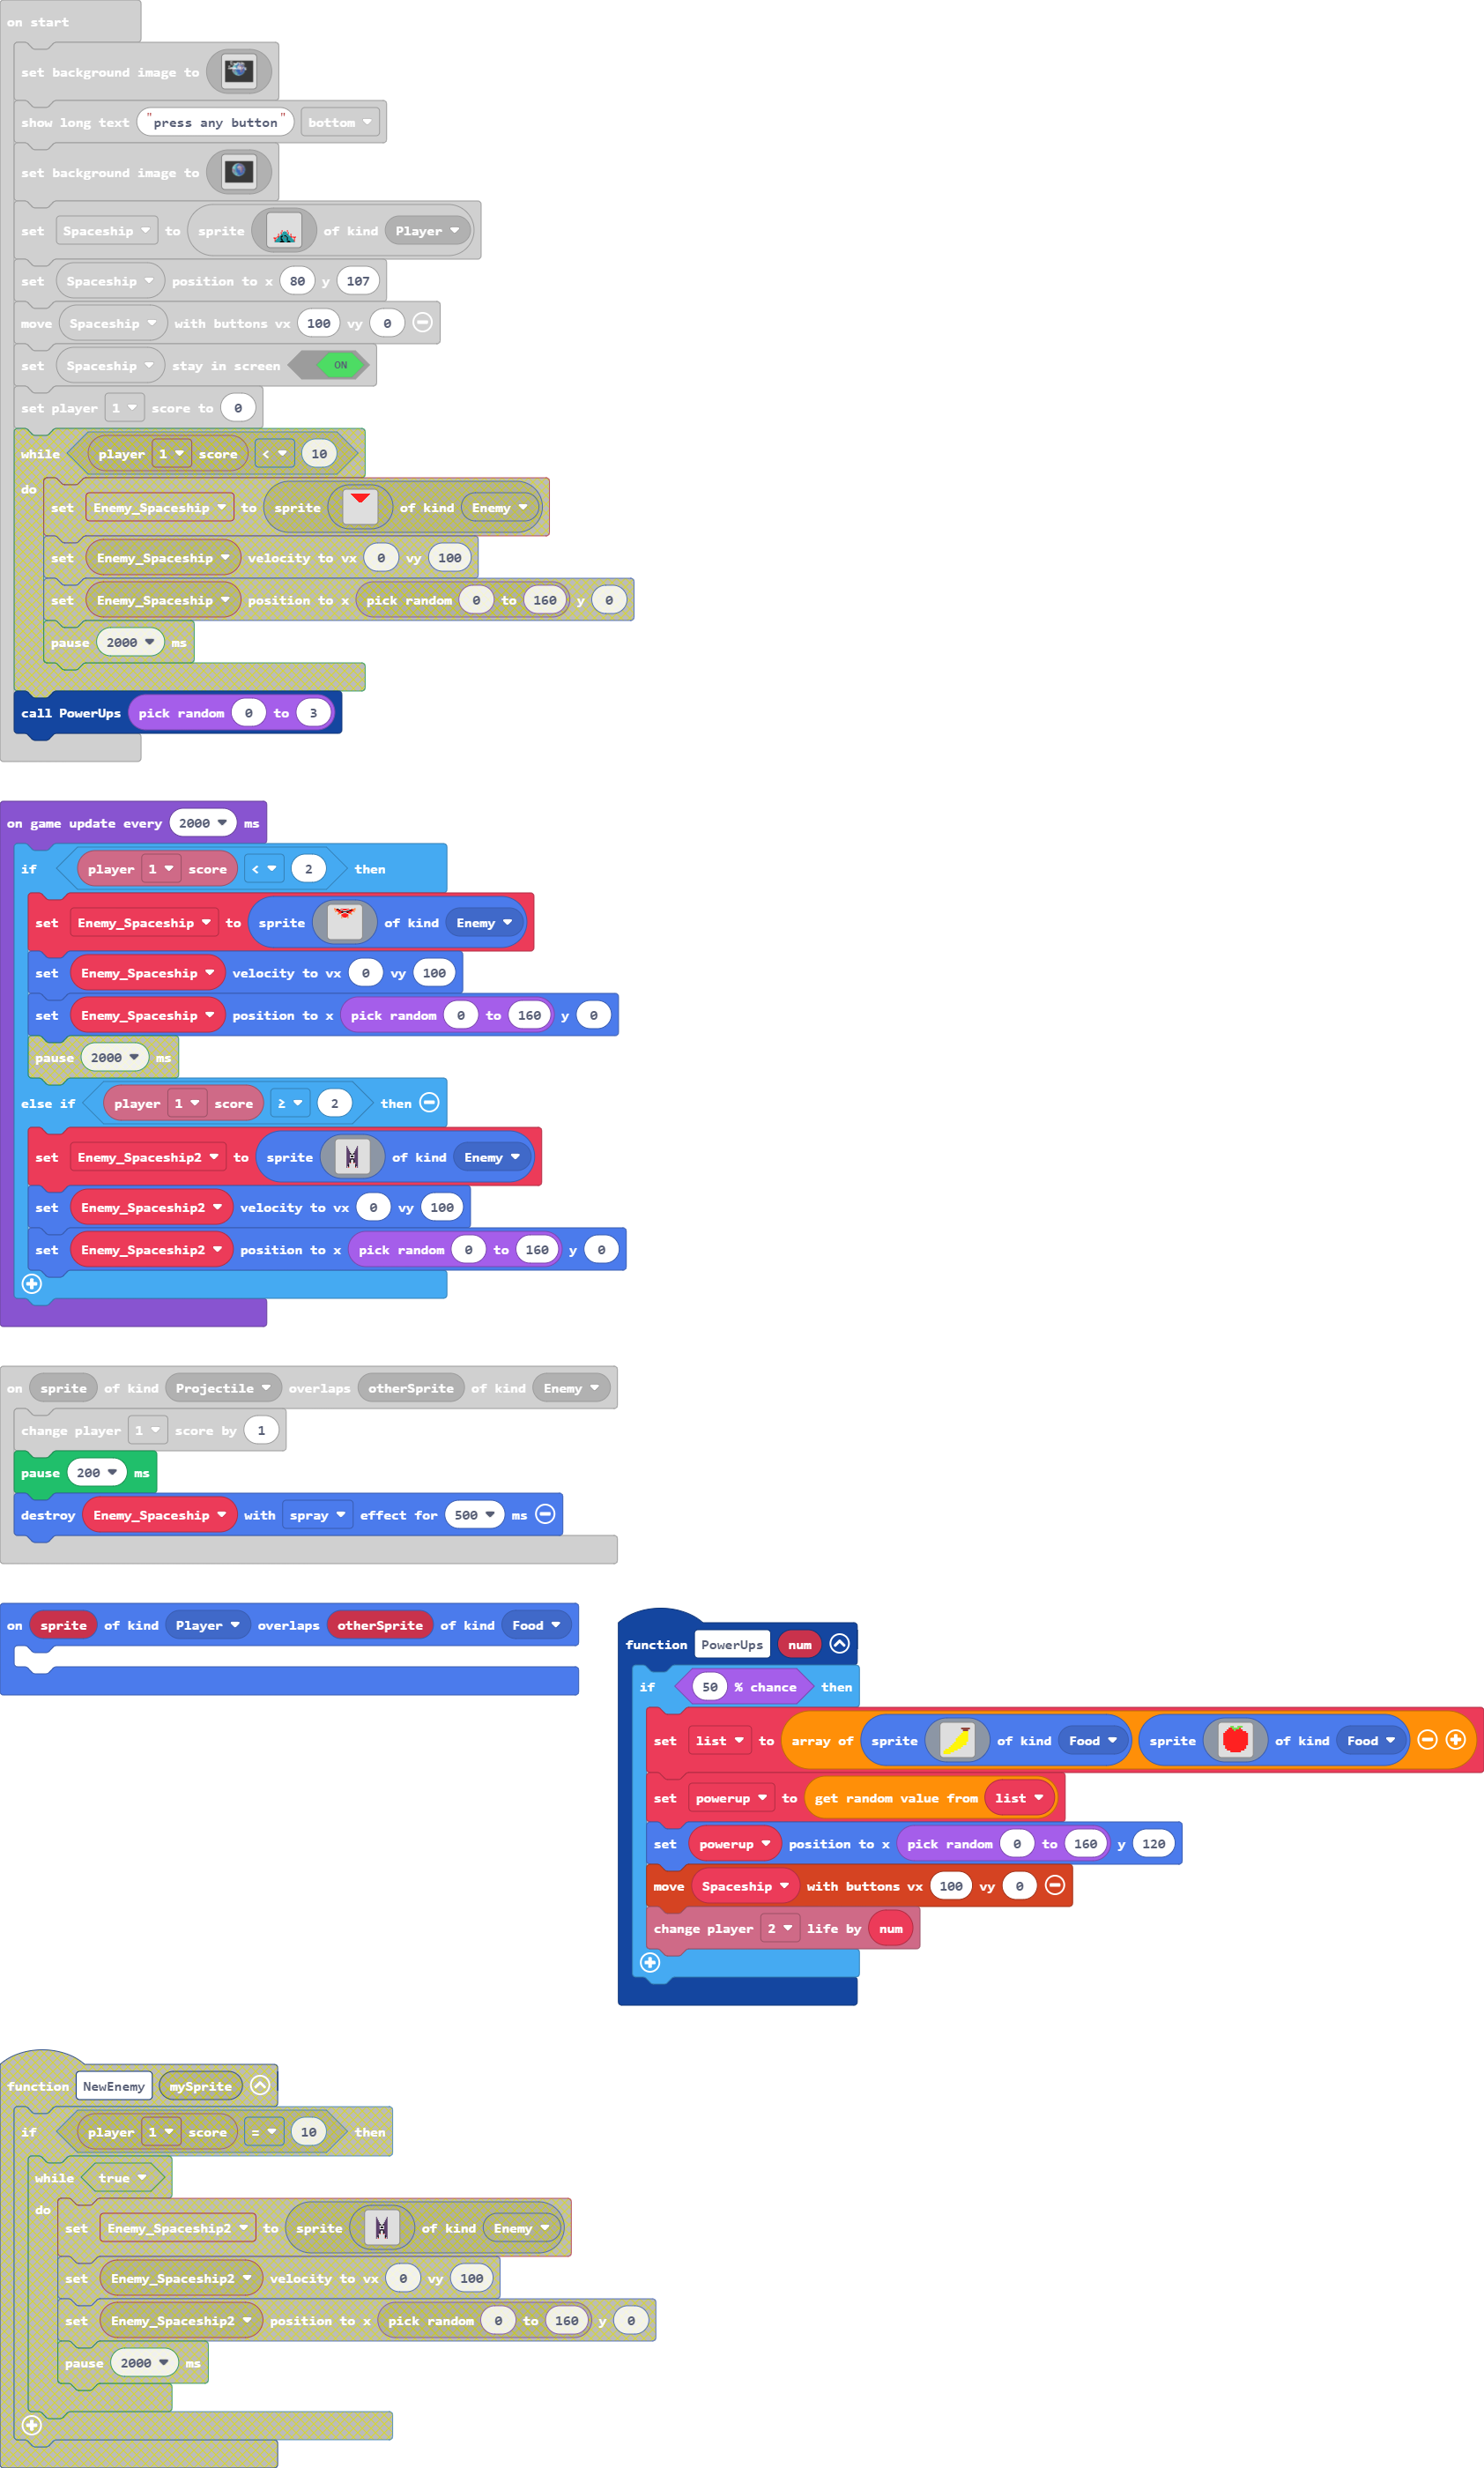 on start
set background image to
show long text "press any button" bottom
set background image to
set Spaceship to sprite of kind Player
set Spaceship position to x 80 y 107
move Spaceship with buttons vx 100 vy 0
set Spaceship stay in screen ON
set player 1 score to 0
while player 1 score < 10
do
set Enemy_Spaceship to sprite of kind Enemy
set Enemy_Spaceship velocity to vx 0 vy 100
set Enemy_Spaceship position to x pick random 0 to 160 y 0
pause 2000 ms
call PowerUps pick random 0 to 3
on game update every 2000 ms
if player 1 score < 2 then
set Enemy_Spaceship to sprite of kind Enemy
set Enemy_Spaceship velocity to vx 0 vy 100
set Enemy_Spaceship position to x pick random 0 to 160 y 0
pause 2000 ms
else if player 1 score ≥ 2 then
set Enemy_Spaceship2 to sprite of kind Enemy
set Enemy_Spaceship2 velocity to vx 0 vy 100
set Enemy_Spaceship2 position to x pick random 0 to 160 y 0
on sprite of kind Projectile overlaps otherSprite of kind Enemy
change player 1 score by 1
pause 200 ms
destroy Enemy_Spaceship with spray effect for 500 ms
on sprite of kind Player overlaps otherSprite of kind Food
function PowerUps num
if 50 % chance then
set list to array of sprite of kind Food sprite of kind Food
set powerup to get random value from list
set powerup position to x pick random 0 to 160 y 120
move Spaceship with buttons vx 100 vy 0
change player 2 life by num
function NewEnemy mySprite
if player 1 score = 10 then
while true
do
set Enemy_Spaceship2 to sprite of kind Enemy
set Enemy_Spaceship2 velocity to vx 0 vy 100
set Enemy_Spaceship2 position to x pick random 0 to 160 y 0
pause 2000 ms